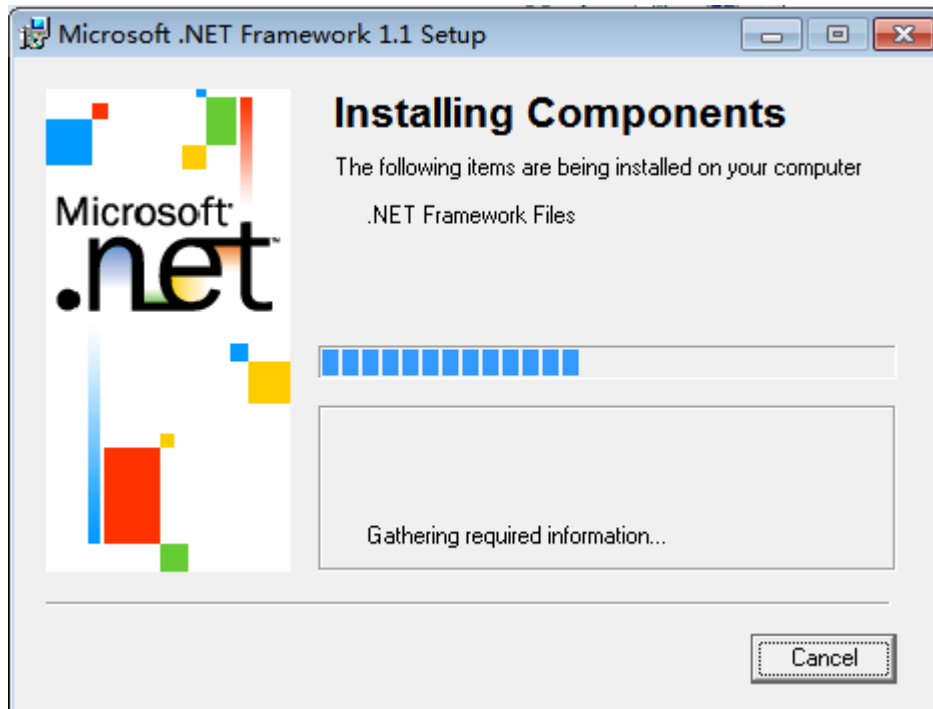 Microsoft .NET Framework 1.1 Setup
Installing Components
The following items are being installed on your computer
.NET Framework Files
Microsoft
.net™
Gathering required information...
Cancel